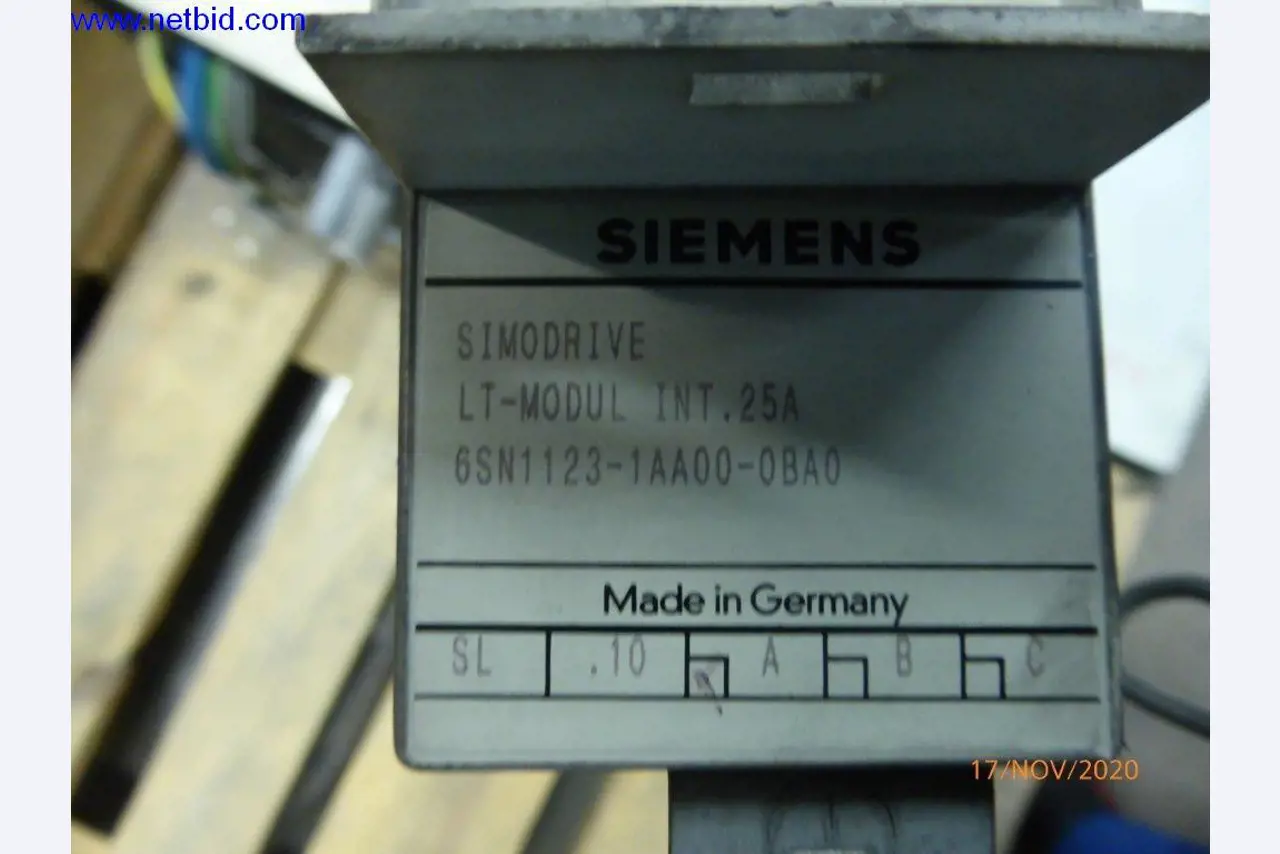 www.netbid.com
SIEMENS
SIMODRIVE
LT-MODUL INT.25A
6SN1123-1AA00-0BA0
Made in Germany
SL .10 A B C
17/NOV/2020